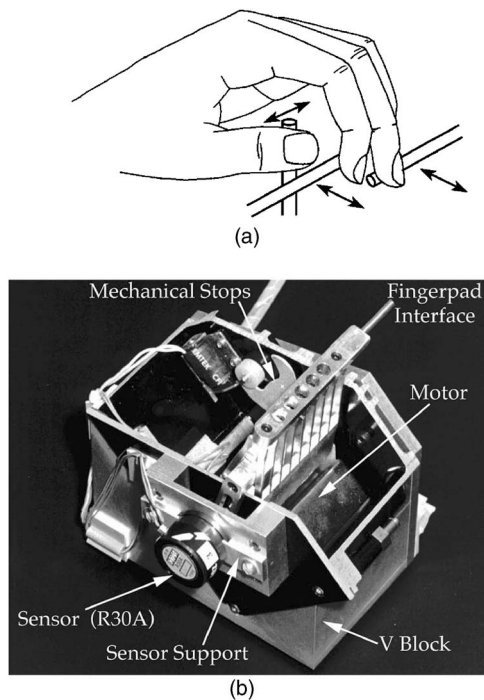 (a)
Mechanical Stops
Fingerpad
Interface
Motor
Sensor (R30A)
Sensor Support
V Block
(b)